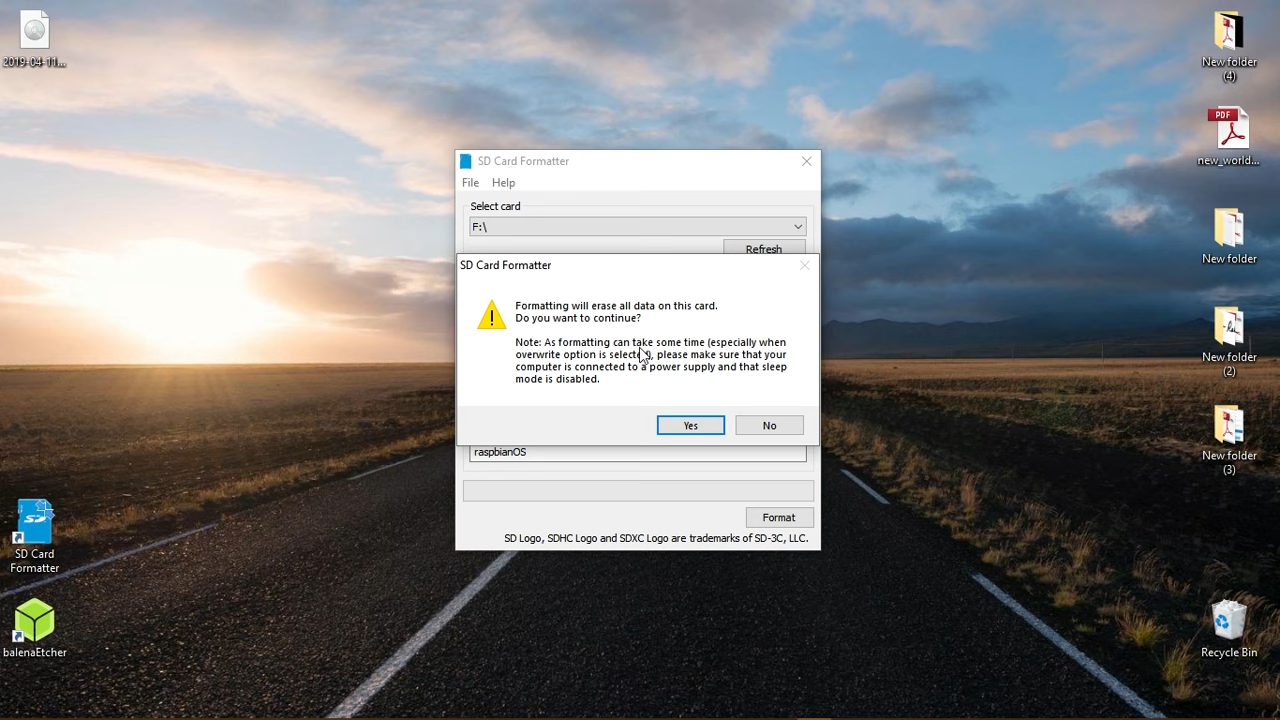 2019-04-11...
SD Card
Formatter
balenaEtcher
SD Card Formatter
File Help
Select card
F:\
Refresh
SD Card Formatter
Formatting will erase all data on this card.
Do you want to continue?
Note: As formatting can take some time (especially when
overwrite option is selected), please make sure that your
computer is connected to a power supply and that sleep
mode is disabled.
Yes No
raspbianOS
Format
SD Logo, SDHC Logo and SDXC Logo are trademarks of SD-3C, LLC.
New folder
(4)
PDF
new_world...
New folder
New folder
(2)
New folder
(3)
Recycle Bin